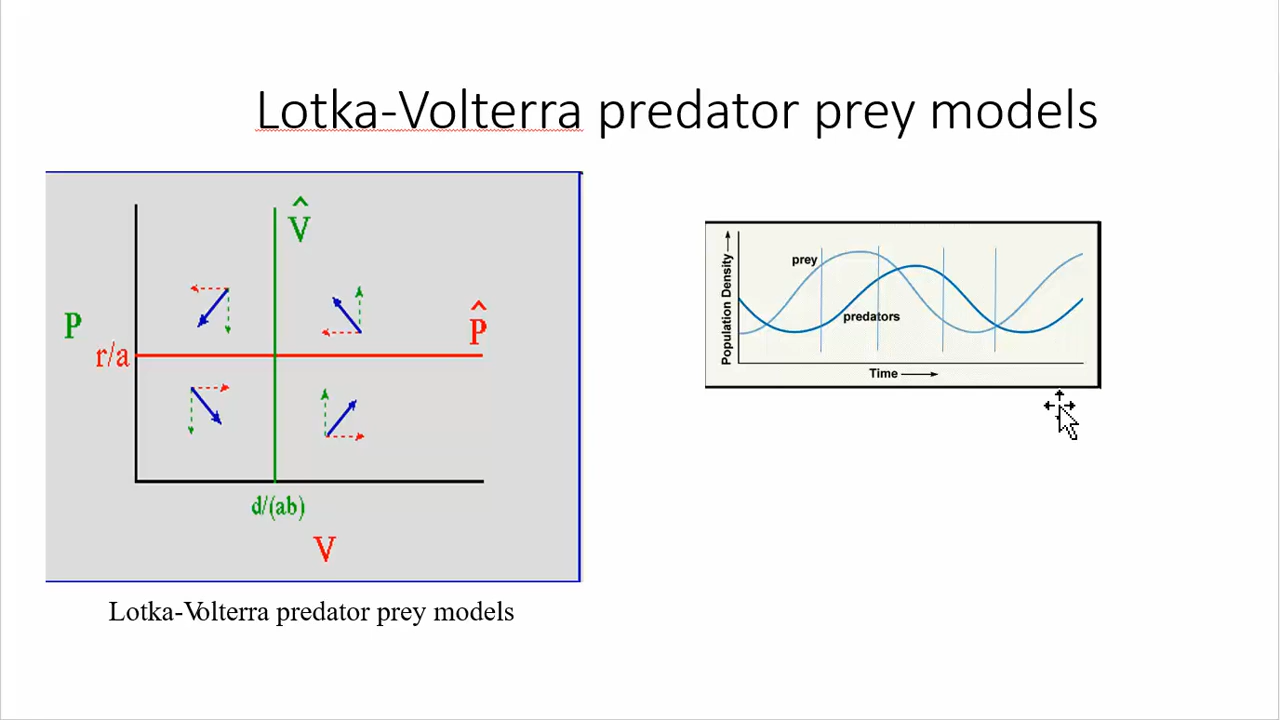 Lotka-Volterra predator prey models
V̂
P
P̂
r/a
d/(ab)
V
Lotka-Volterra predator prey models
Population Density
prey
predators
Time